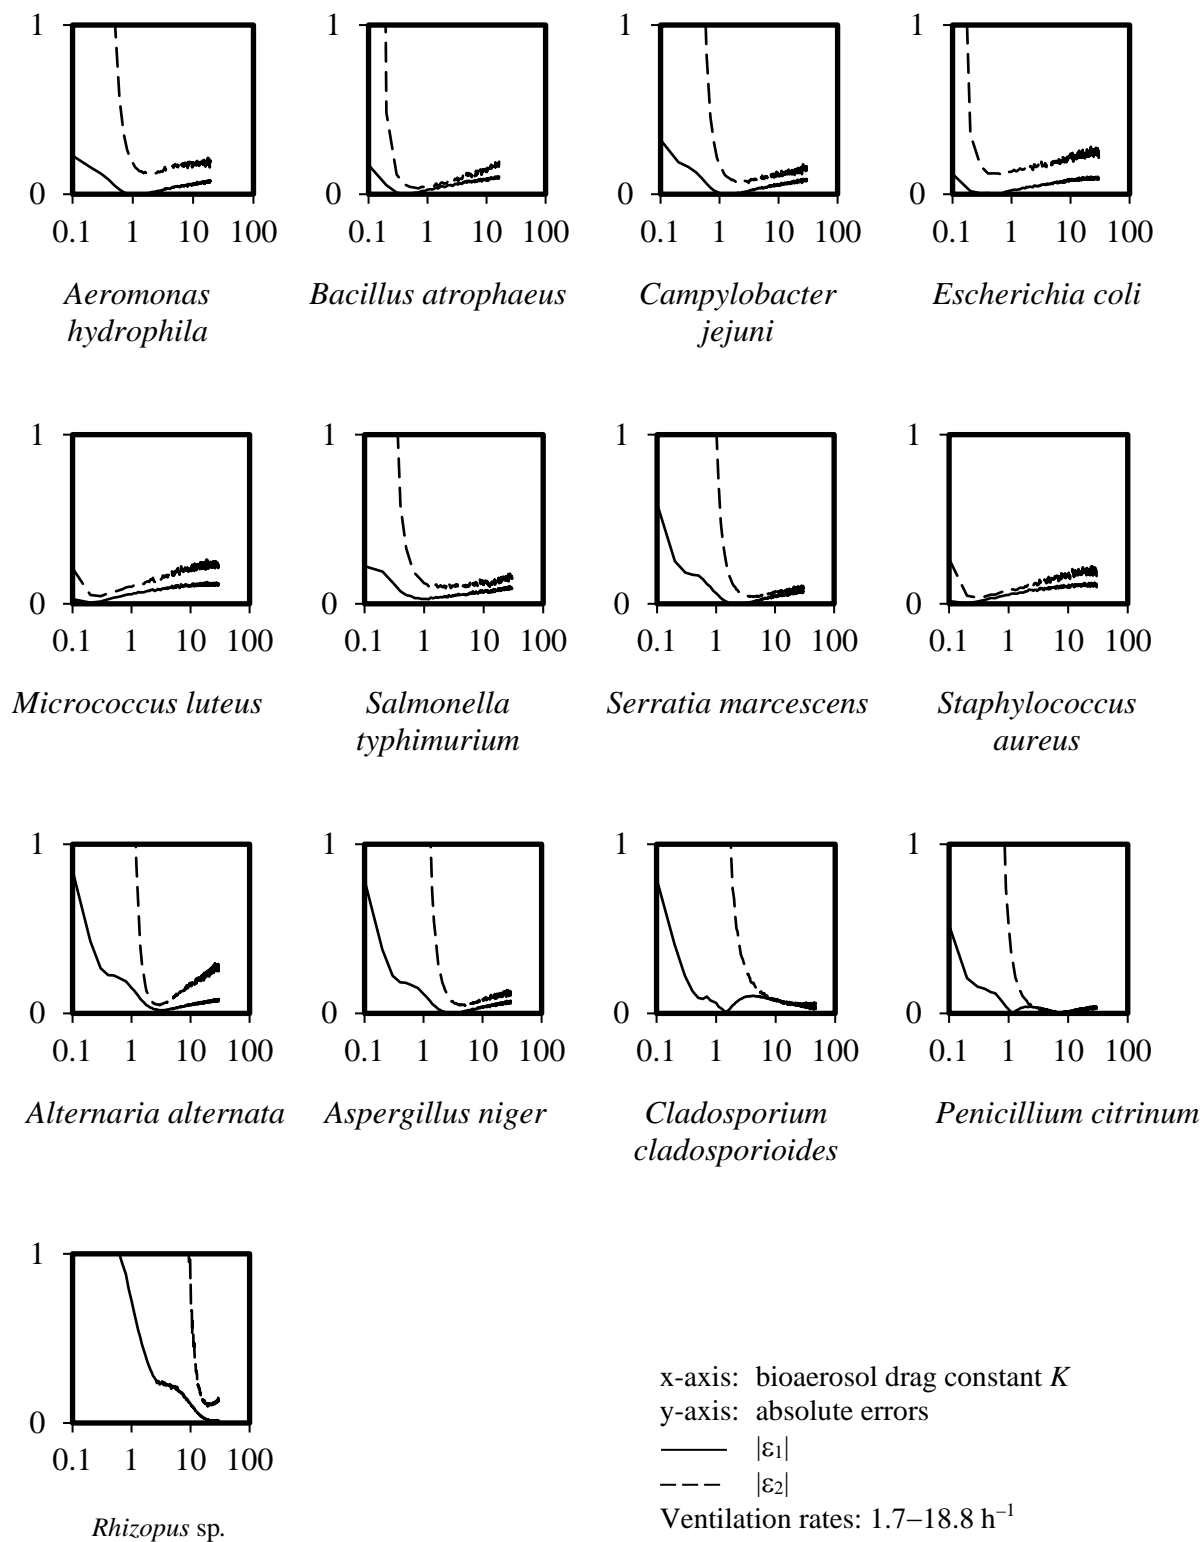 1 1 1 1
0 0 0 0
0.1 1 10 100 0.1 1 10 100 0.1 1 10 100 0.1 1 10 100
Aeromonas
hydrophila
Bacillus atrophaeus
Campylobacter
jejuni
Escherichia coli
1 1 1 1
0 0 0 0
0.1 1 10 100 0.1 1 10 100 0.1 1 10 100 0.1 1 10 100
Micrococcus luteus
Salmonella
typhimurium
Serratia marcescens
Staphylococcus
aureus
1 1 1 1
0 0 0 0
0.1 1 10 100 0.1 1 10 100 0.1 1 10 100 0.1 1 10 100
Alternaria alternata
Aspergillus niger
Cladosporium
cladosporioides
Penicillium citrinum
1
0
0.1 1 10 100
Rhizopus sp.
x-axis: bioaerosol drag constant K
y-axis: absolute errors
|ε₁|
|ε₂|
Ventilation rates: 1.7–18.8 h⁻¹